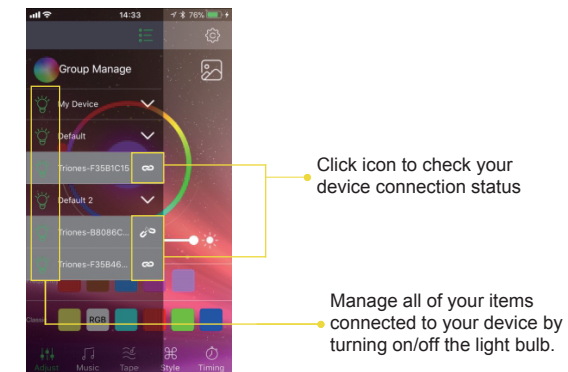 14:33
76%
Group Manage
My Device
Default
Triones-F35B1C15
Default 2
Triones-B8086C...
Triones-F35B46...
Classic
RGB
Adjust Music Tape Style Timing
Click icon to check your
device connection status
Manage all of your items
connected to your device by
turning on/off the light bulb.